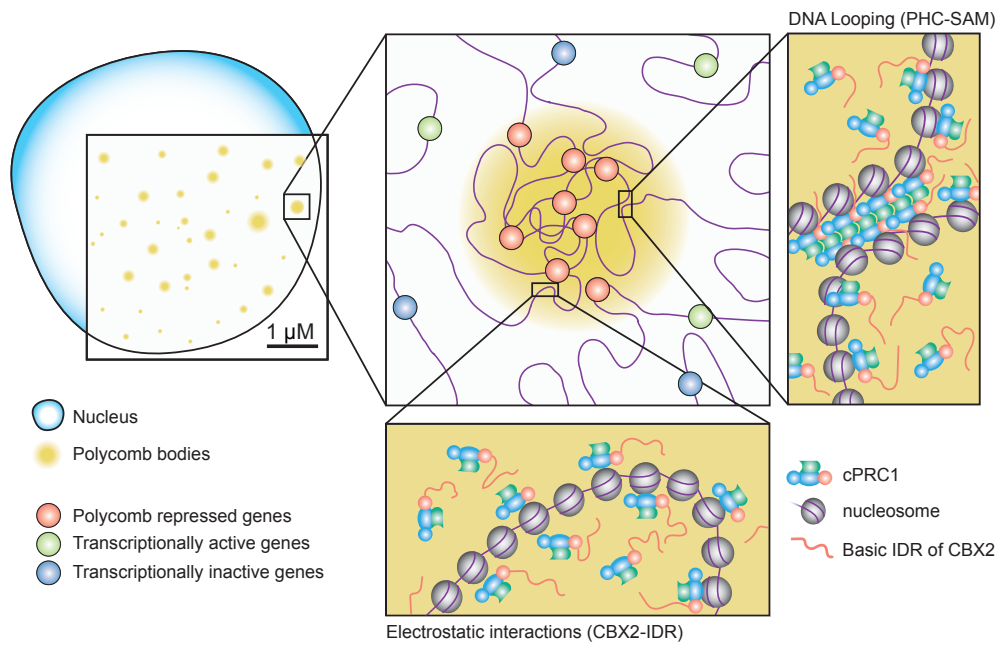 DNA Looping (PHC-SAM)
1 µM
Nucleus
Polycomb bodies
Polycomb repressed genes
Transcriptionally active genes
Transcriptionally inactive genes
cPRC1
nucleosome
Basic IDR of CBX2
Electrostatic interactions (CBX2-IDR)